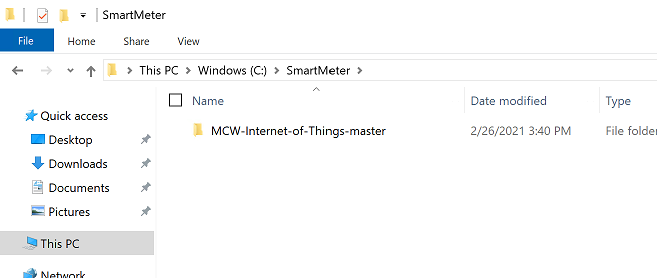 SmartMeter
File Home Share View
This PC Windows (C:) SmartMeter
Name Date modified Type
Quick access
MCW-Internet-of-Things-master 2/26/2021 3:40 PM File folder
Desktop
Downloads
Documents
Pictures
This PC
Network